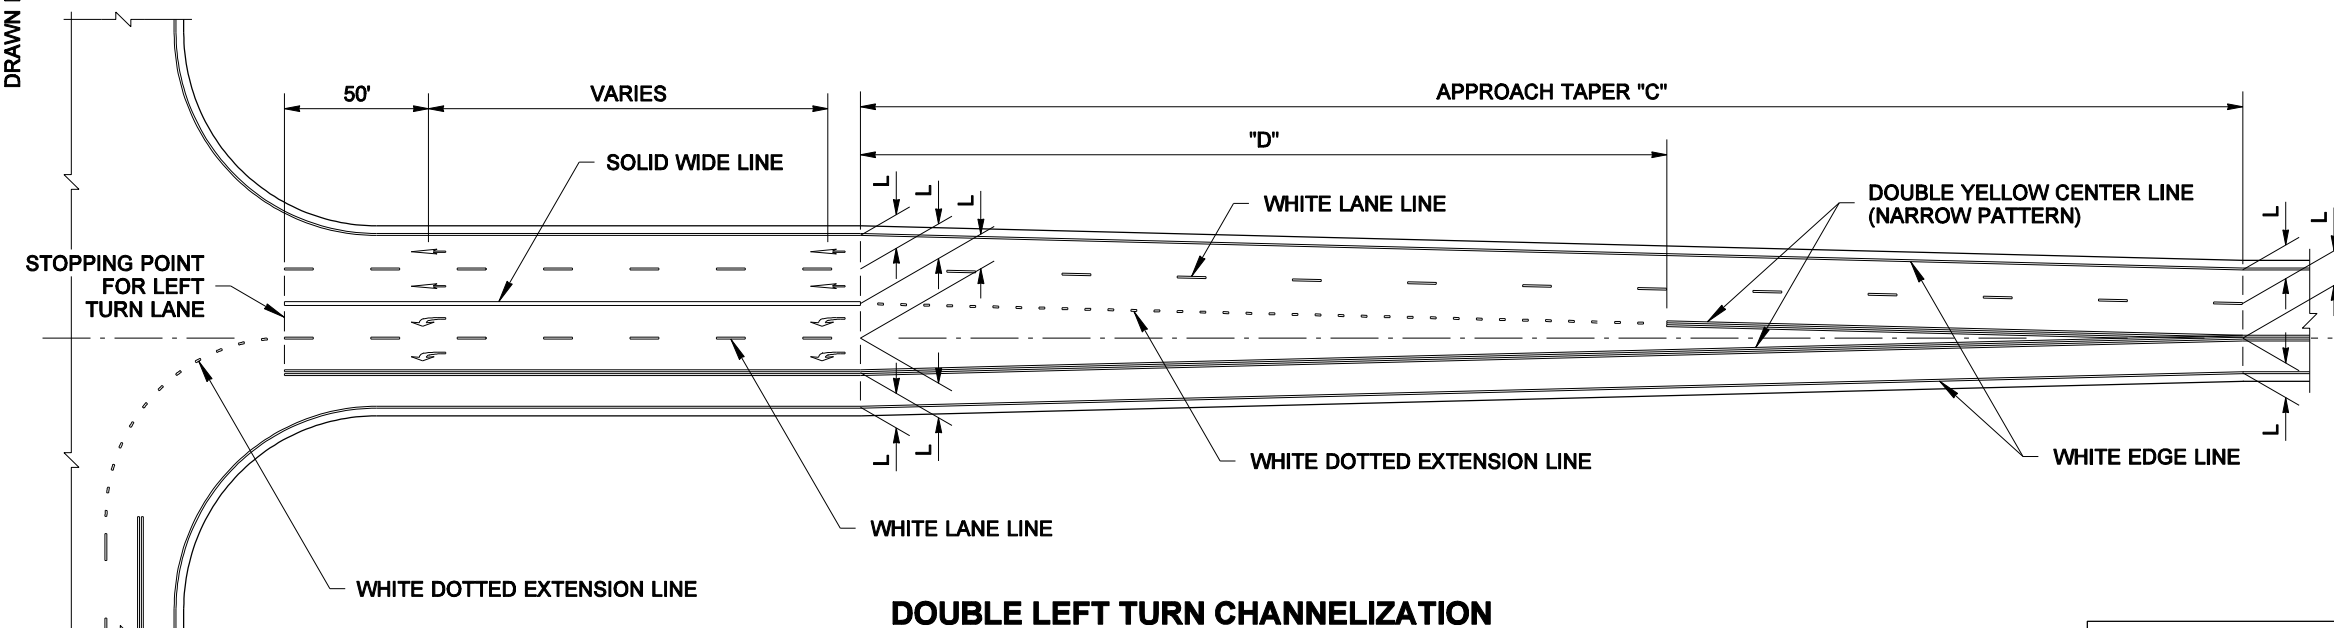 DRAWN
50'
VARIES
APPROACH TAPER "C"
"D"
SOLID WIDE LINE
L
L
L
WHITE LANE LINE
DOUBLE YELLOW CENTER LINE
(NARROW PATTERN)
L
L
STOPPING POINT
FOR LEFT
TURN LANE
L
L
L
WHITE DOTTED EXTENSION LINE
WHITE EDGE LINE
WHITE LANE LINE
WHITE DOTTED EXTENSION LINE
DOUBLE LEFT TURN CHANNELIZATION